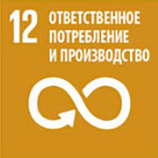 12 ОТВЕТСТВЕННОЕ
ПОТРЕБЛЕНИЕ
И ПРОИЗВОДСТВО